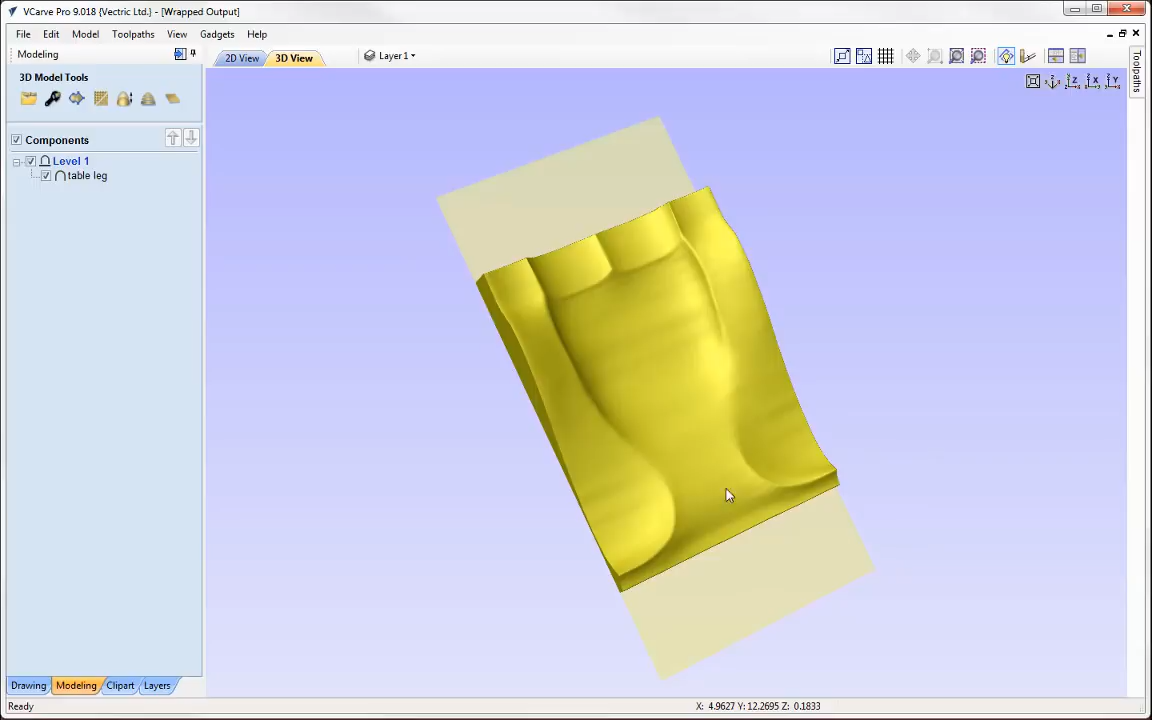 VCarve Pro 9.018 {Vectric Ltd.} - [Wrapped Output]
File Edit Model Toolpaths View Gadgets Help
Modeling
2D View 3D View Layer1
3D Model Tools
Z X Y
Toolpaths
Components
Level 1
table leg
Drawing Modeling Clipart Layers
Ready
X: 4.9627 Y: 12.2695 Z: 0.1833